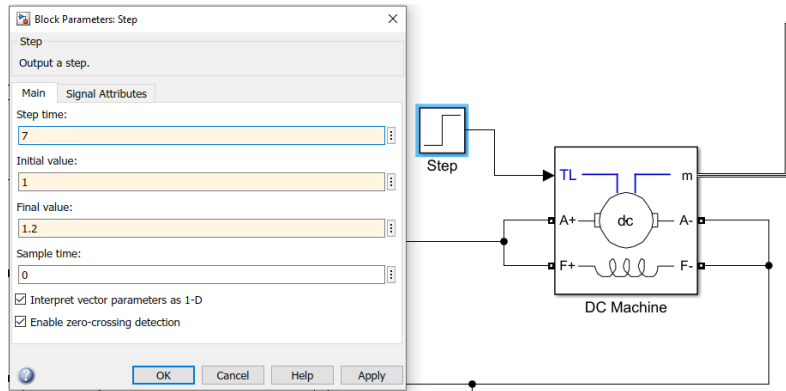 Block Parameters: Step
Step
Output a step.
Main Signal Attributes
Step time:
7
Initial value:
1
Final value:
1.2
Sample time:
0
Interpret vector parameters as 1-D
Enable zero-crossing detection
OK Cancel Help Apply
Step
TL m
A+ dc A-
F+ F-
DC Machine